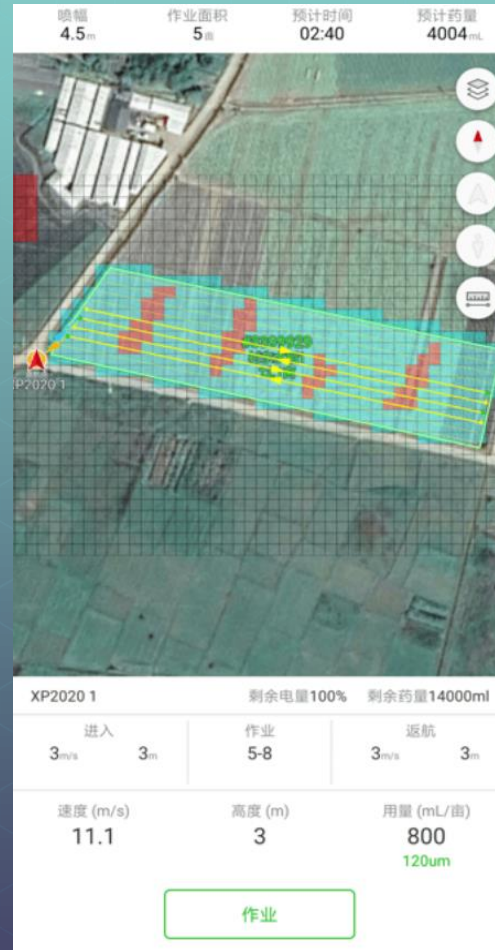 喷幅 作业面积 预计时间 预计药量
4.5m 5亩 02:40 4004mL
XP2020 1
XP2020 1 剩余电量100% 剩余药量14000ml
进入 作业 返航
3m/s 3m 5-8 3m/s 3m
速度 (m/s) 高度 (m) 用量 (mL/亩)
11.1 3 800
120um
作业